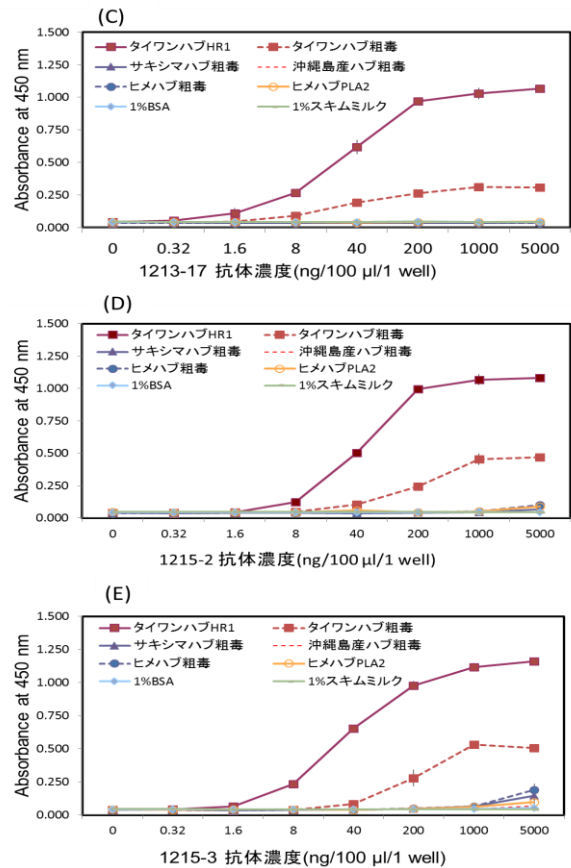 (C)
タイワンハブHR1 タイワンハブ粗毒
サキシマハブ粗毒 沖縄島産ハブ粗毒
ヒメハブ粗毒 ヒメハブPLA2
1%BSA 1%スキムミルク
Absorbance at 450 nm
1.500
1.250
1.000
0.750
0.500
0.250
0.000
0 0.32 1.6 8 40 200 1000 5000
1213-17 抗体濃度(ng/100 μl/1 well)
(D)
タイワンハブHR1 タイワンハブ粗毒
サキシマハブ粗毒 沖縄島産ハブ粗毒
ヒメハブ粗毒 ヒメハブPLA2
1%BSA 1%スキムミルク
Absorbance at 450 nm
1.500
1.250
1.000
0.750
0.500
0.250
0.000
0 0.32 1.6 8 40 200 1000 5000
1215-2 抗体濃度(ng/100 μl/1 well)
(E)
タイワンハブHR1 タイワンハブ粗毒
サキシマハブ粗毒 沖縄島産ハブ粗毒
ヒメハブ粗毒 ヒメハブPLA2
1%BSA 1%スキムミルク
Absorbance at 450 nm
1.500
1.250
1.000
0.750
0.500
0.250
0.000
0 0.32 1.6 8 40 200 1000 5000
1215-3 抗体濃度(ng/100 μl/1 well)